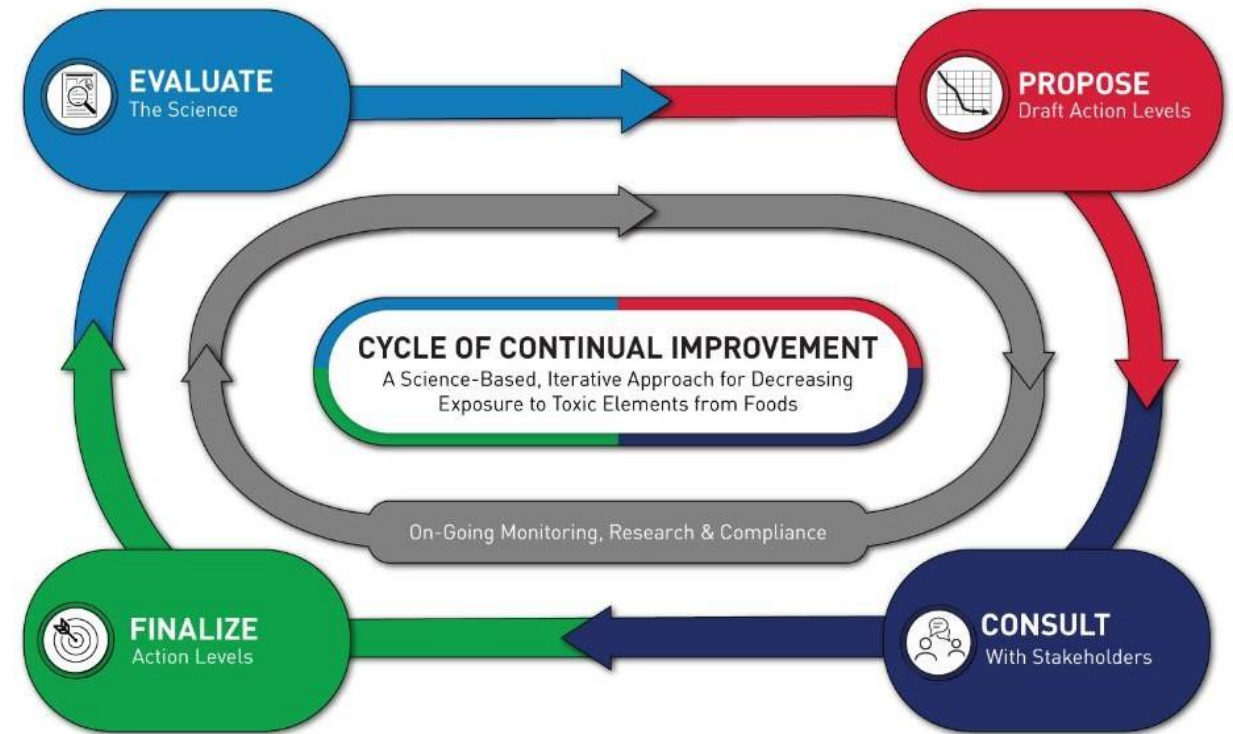 EVALUATE
The Science
PROPOSE
Draft Action Levels
CYCLE OF CONTINUAL IMPROVEMENT
A Science-Based, Iterative Approach for Decreasing
Exposure to Toxic Elements from Foods
On-Going Monitoring, Research & Compliance
FINALIZE
Action Levels
CONSULT
With Stakeholders